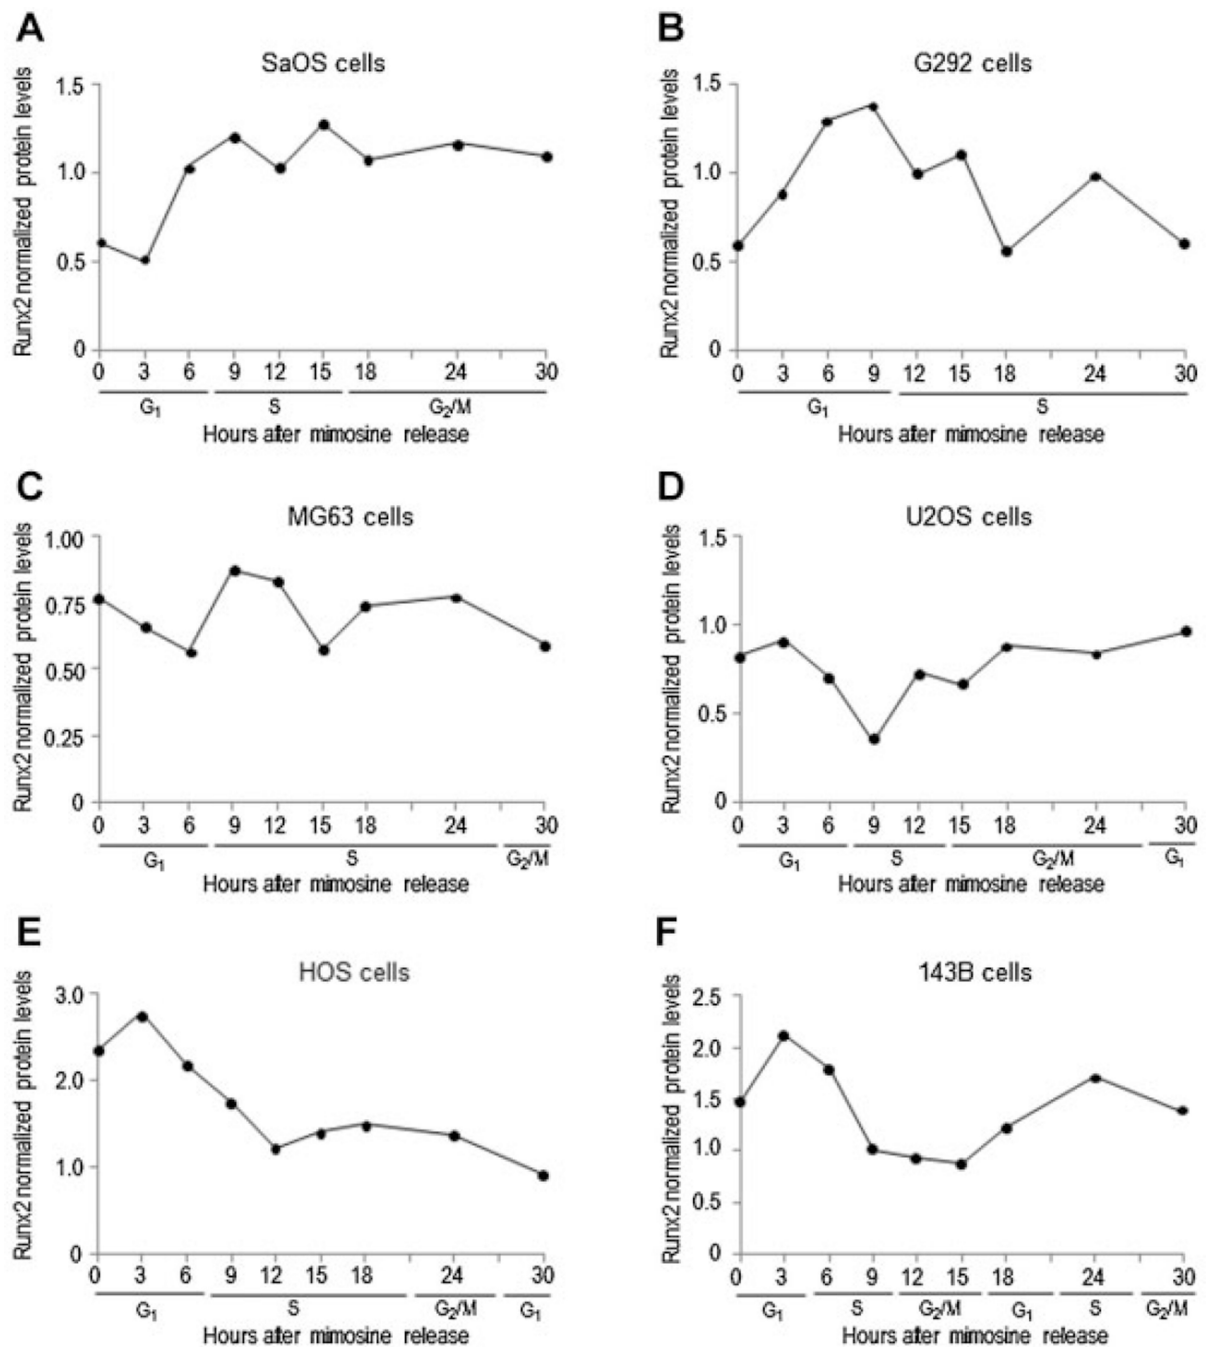 A
SaOS cells
Runx2 normalized protein levels
1.5
1.0
0.5
0
0 3 6 9 12 15 18 24 30
G1 S G2/M
Hours after mimosine release
B
G292 cells
Runx2 normalized protein levels
1.5
1.0
0.5
0
0 3 6 9 12 15 18 24 30
G1 S
Hours after mimosine release
C
MG63 cells
Runx2 normalized protein levels
1.00
0.75
0.50
0.25
0
0 3 6 9 12 15 18 24 30
G1 S G2/M
Hours after mimosine release
D
U2OS cells
Runx2 normalized protein levels
1.5
1.0
0.5
0
0 3 6 9 12 15 18 24 30
G1 S G2/M G1
Hours after mimosine release
E
HOS cells
Runx2 normalized protein levels
3.0
2.0
1.0
0
0 3 6 9 12 15 18 24 30
G1 S G2/M G1
Hours after mimosine release
F
143B cells
Runx2 normalized protein levels
2.5
2.0
1.5
1.0
0.5
0
0 3 6 9 12 15 18 24 30
G1 S G2/M G1 S G2/M
Hours after mimosine release